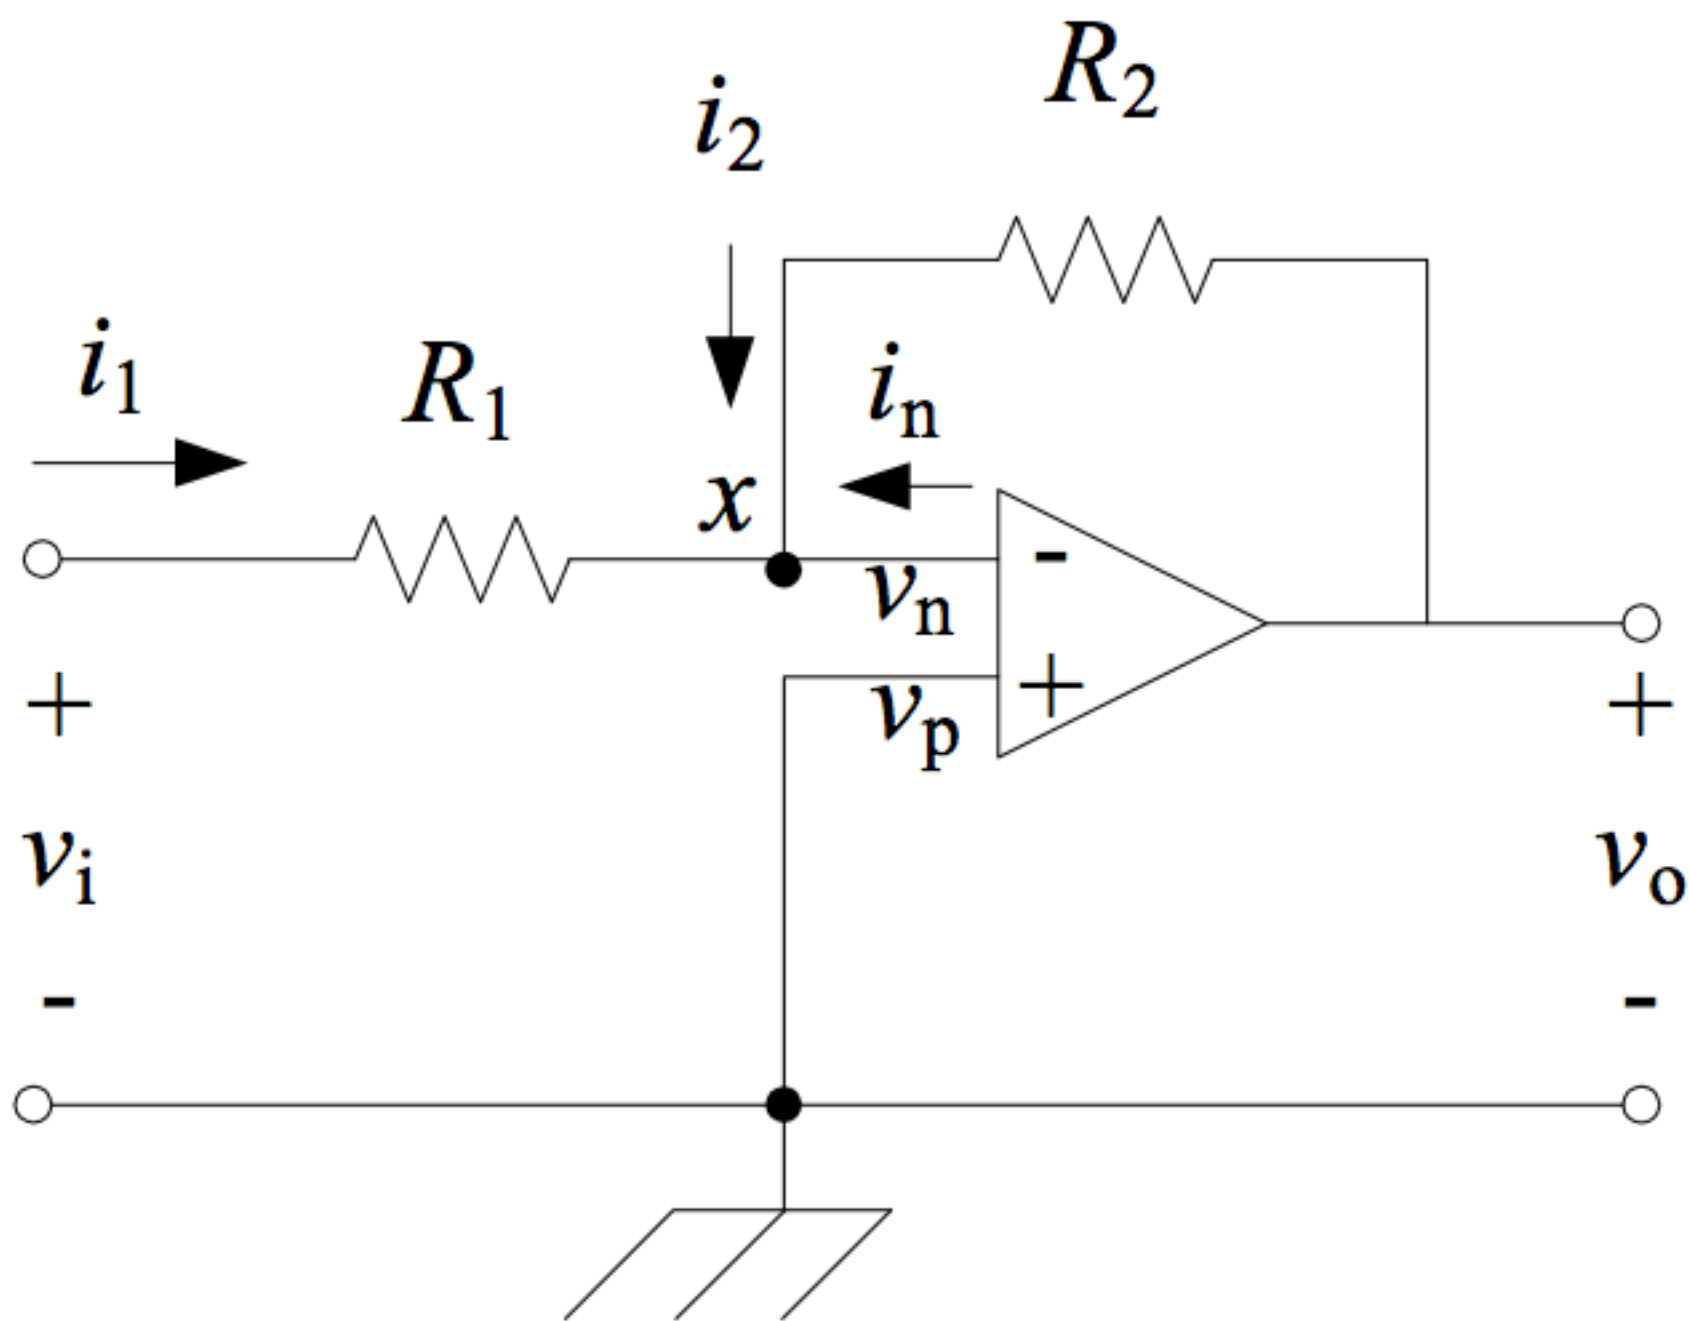 R2
i2
i1
R1
in
x
-
vn
+
vp
+
+
vi
vo
-
-